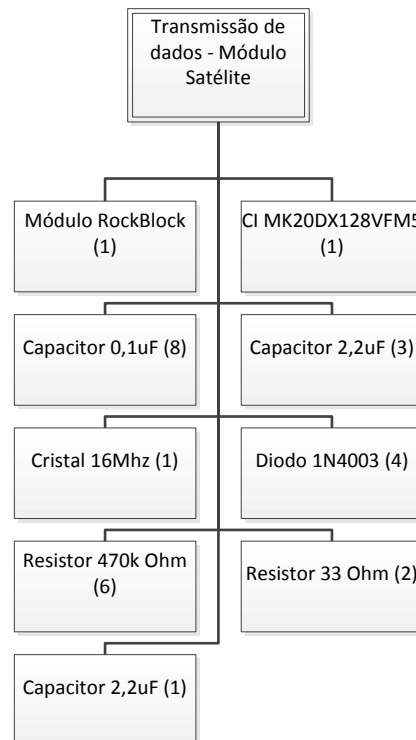 Transmissão de
dados - Módulo
Satélite
Módulo RockBlock
(1)
CI MK20DX128VFM5
(1)
Capacitor 0,1uF (8)
Capacitor 2,2uF (3)
Cristal 16Mhz (1)
Diodo 1N4003 (4)
Resistor 470k Ohm
(6)
Resistor 33 Ohm (2)
Capacitor 2,2uF (1)